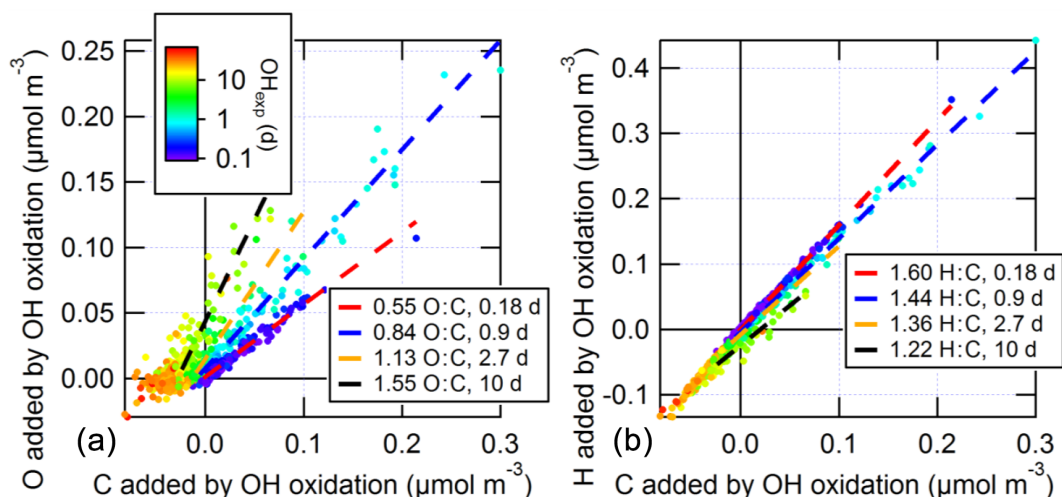 O added by OH oxidation (µmol m⁻³)
0.25
0.20
0.15
0.10
0.05
0.00
10
1
0.1
OHexp (d)
0.55 O:C, 0.18 d
0.84 O:C, 0.9 d
1.13 O:C, 2.7 d
1.55 O:C, 10 d
(a)
0.0 0.1 0.2 0.3
C added by OH oxidation (µmol m⁻³)
H added by OH oxidation (µmol m⁻³)
0.4
0.3
0.2
0.1
0.0
-0.1
1.60 H:C, 0.18 d
1.44 H:C, 0.9 d
1.36 H:C, 2.7 d
1.22 H:C, 10 d
(b)
0.0 0.1 0.2 0.3
C added by OH oxidation (µmol m⁻³)